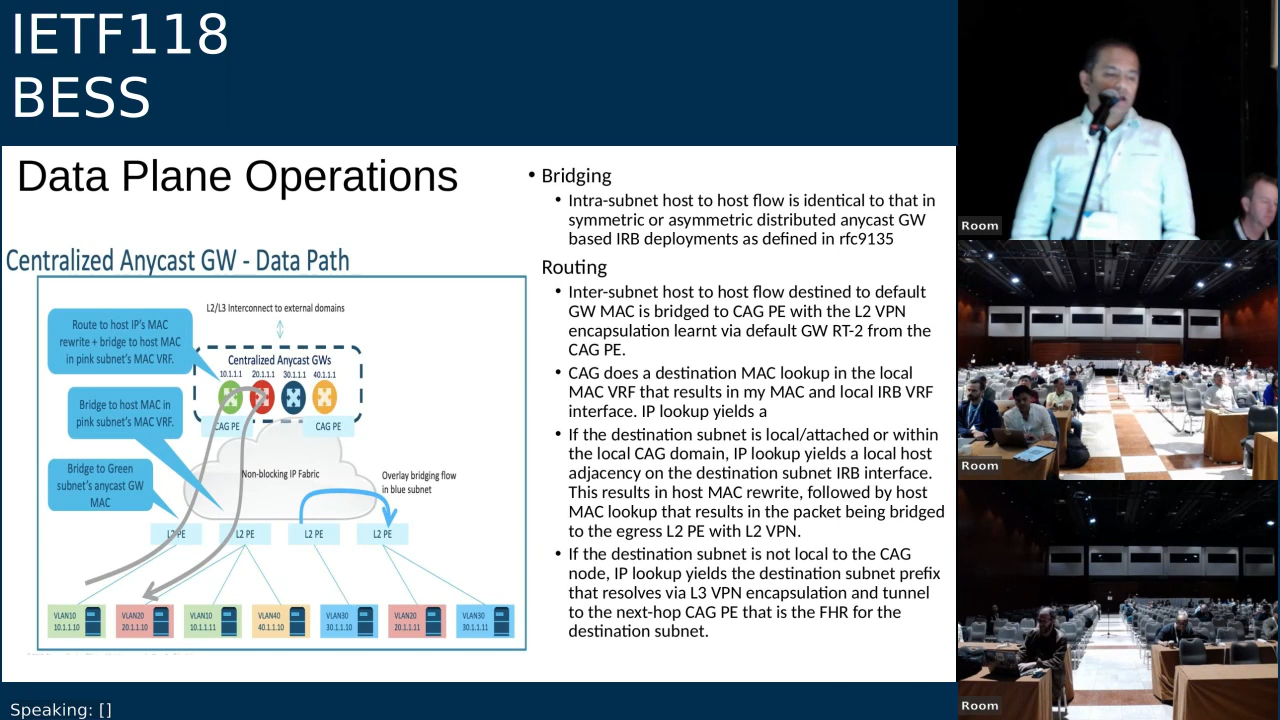 IETF118
BESS
Data Plane Operations
Centralized Anycast GW - Data Path
L2/L3 Interconnect to external domains
Route to host IP's MAC
rewrite + bridge to host MAC
in pink subnet's MAC VRF.
Centralized Anycast GWs
10.1.1.1 20.1.1.1 30.1.1.1 40.1.1.1
Bridge to host MAC in
pink subnet's MAC VRF.
CAG PE
CAG PE
Bridge to Green
subnet's anycast GW
MAC
Non-blocking IP Fabric
Overlay bridging flow
in blue subnet
L2 PE
L2 PE
L2 PE
L2 PE
VLAN10
10.1.1.10
VLAN20
20.1.1.10
VLAN10
10.1.1.11
VLAN40
40.1.1.10
VLAN30
30.1.1.10
VLAN20
20.1.1.11
VLAN30
30.1.1.11
• Bridging
• Intra-subnet host to host flow is identical to that in
symmetric or asymmetric distributed anycast GW
based IRB deployments as defined in rfc9135
Routing
• Inter-subnet host to host flow destined to default
GW MAC is bridged to CAG PE with the L2 VPN
encapsulation learnt via default GW RT-2 from the
CAG PE.
• CAG does a destination MAC lookup in the local
MAC VRF that results in my MAC and local IRB VRF
interface. IP lookup yields a
• If the destination subnet is local/attached or within
the local CAG domain, IP lookup yields a local host
adjacency on the destination subnet IRB interface.
This results in host MAC rewrite, followed by host
MAC lookup that results in the packet being bridged
to the egress L2 PE with L2 VPN.
• If the destination subnet is not local to the CAG
node, IP lookup yields the destination subnet prefix
that resolves via L3 VPN encapsulation and tunnel
to the next-hop CAG PE that is the FHR for the
destination subnet.
Room
Room
Room
Speaking: []